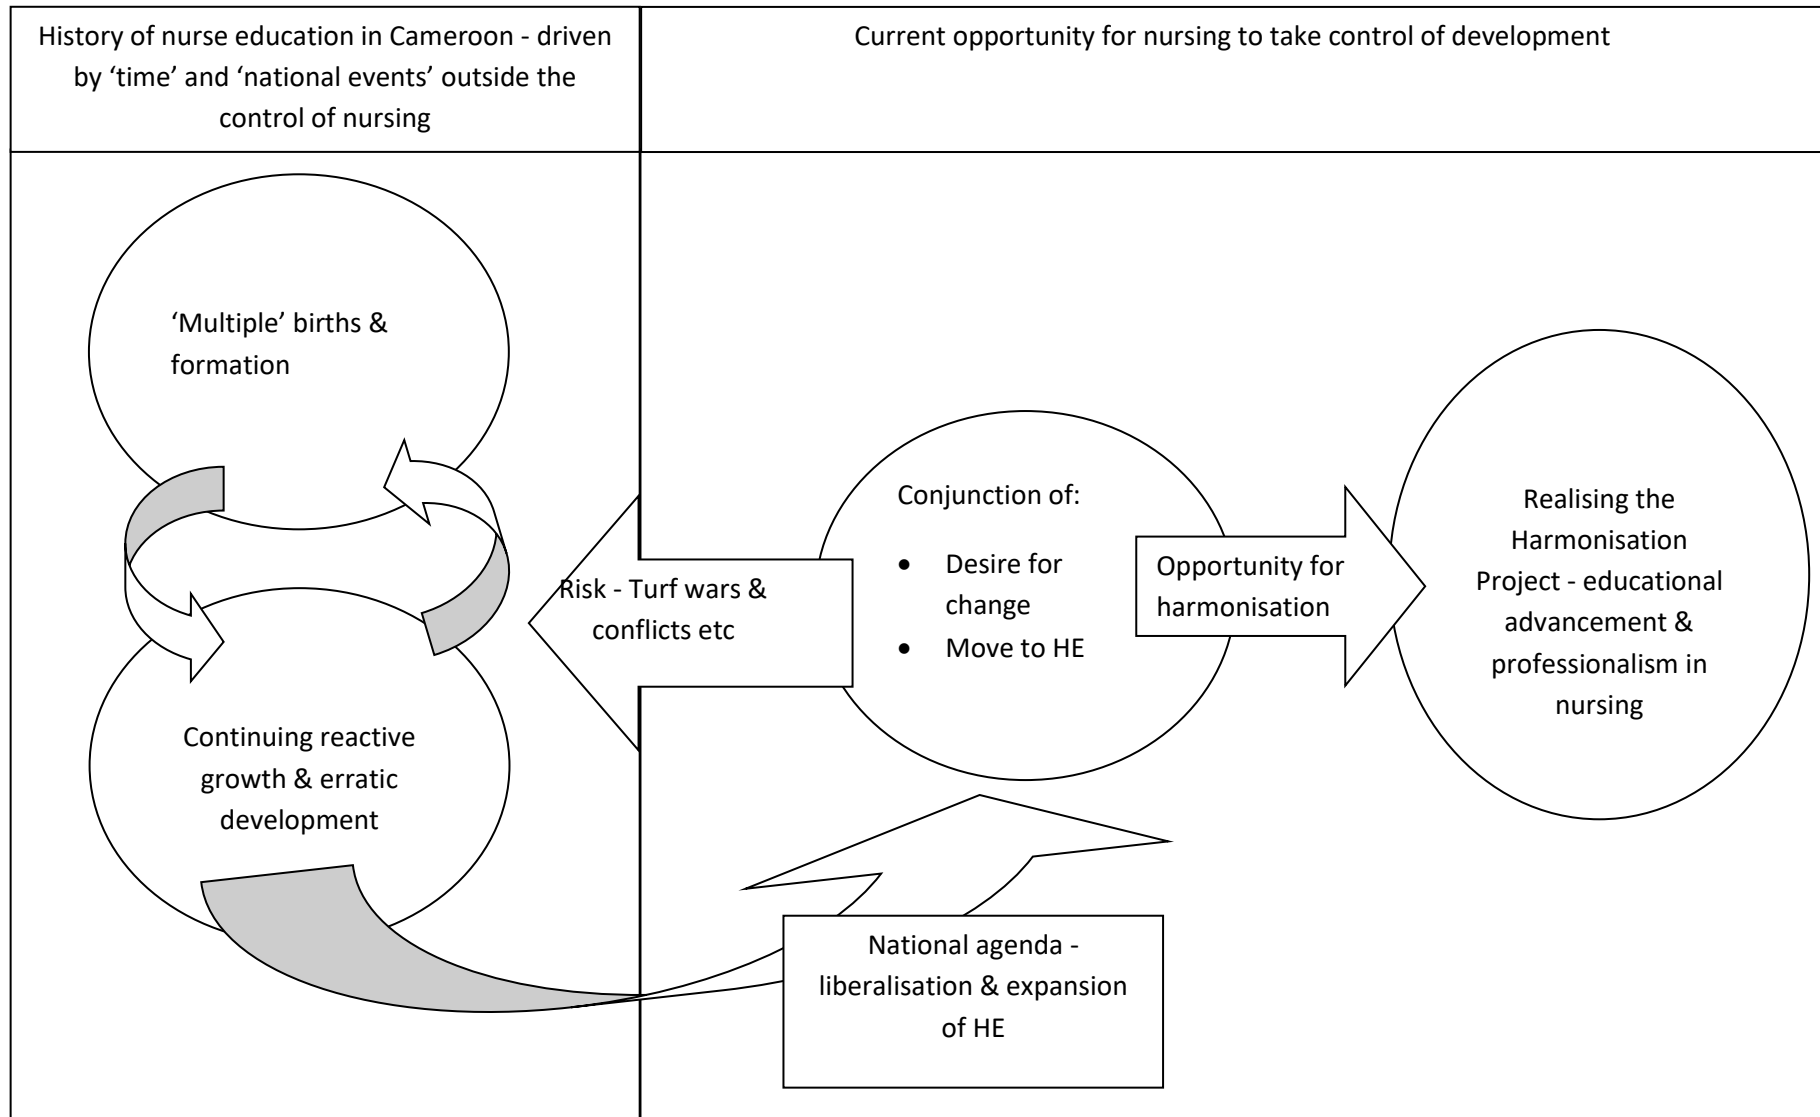 History of nurse education in Cameroon - driven
by ‘time’ and ‘national events’ outside the
control of nursing
Current opportunity for nursing to take control of development
‘Multiple’ births &
formation
Continuing reactive
growth & erratic
development
Risk - Turf wars &
conflicts etc
Conjunction of:
• Desire for
change
• Move to HE
Opportunity for
harmonisation
Realising the
Harmonisation
Project - educational
advancement &
professionalism in
nursing
National agenda -
liberalisation & expansion
of HE